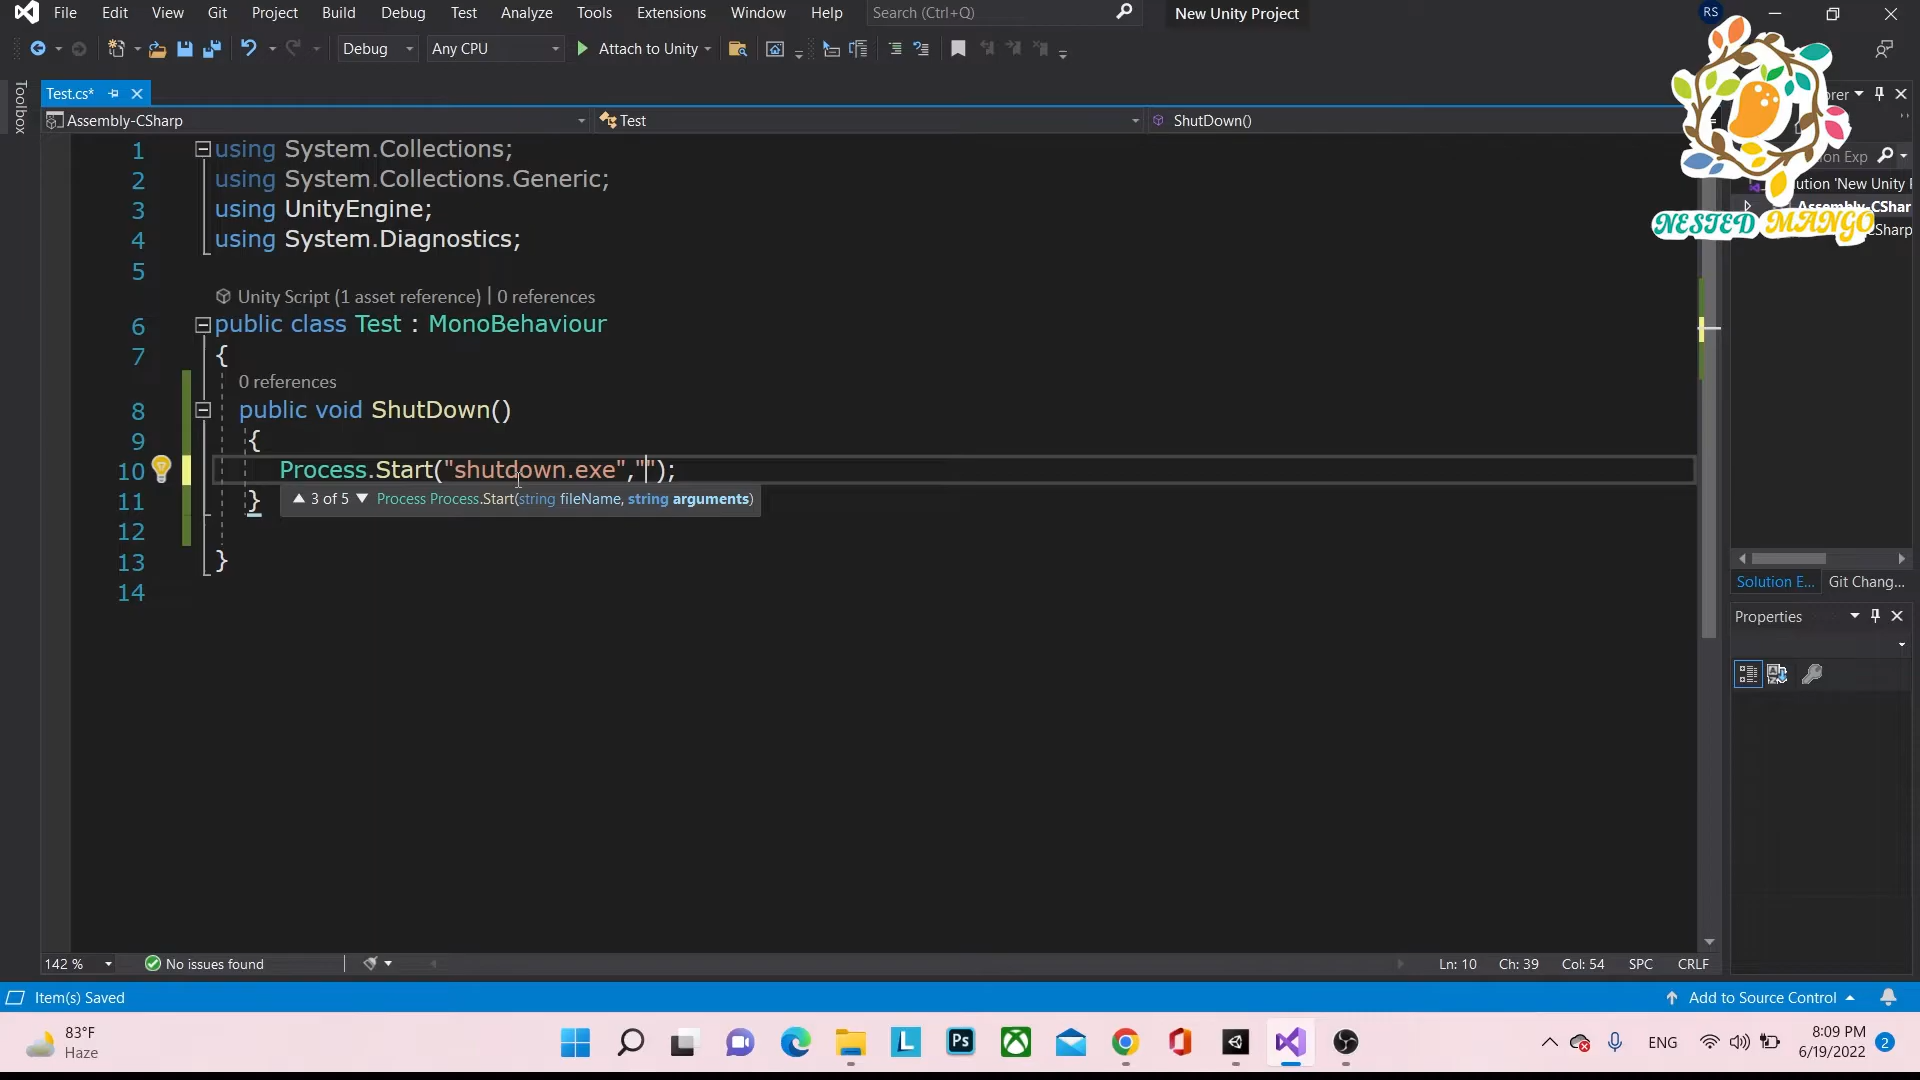 File Edit View Git Project Build Debug Test Analyze Tools Extensions Window Help Search (Ctrl+Q) New Unity Project RS
Debug Any CPU Attach to Unity
Toolbox
Test.cs*
Assembly-CSharp Test ShutDown()
1 using System.Collections;
2 using System.Collections.Generic;
3 using UnityEngine;
4 using System.Diagnostics;
5
Unity Script (1 asset reference) | 0 references
6 public class Test : MonoBehaviour
7 {
0 references
8 public void ShutDown()
9 {
10 Process.Start("shutdown.exe","");
3 of 5 Process Process.Start(string fileName, string arguments)
11 }
12
13 }
14
NESTED MANGO
Solution E... Git Chang...
Properties
142 % No issues found Ln: 10 Ch: 39 Col: 54 SPC CRLF
Item(s) Saved Add to Source Control
83°F
Haze
ENG
8:09 PM
6/19/2022
2